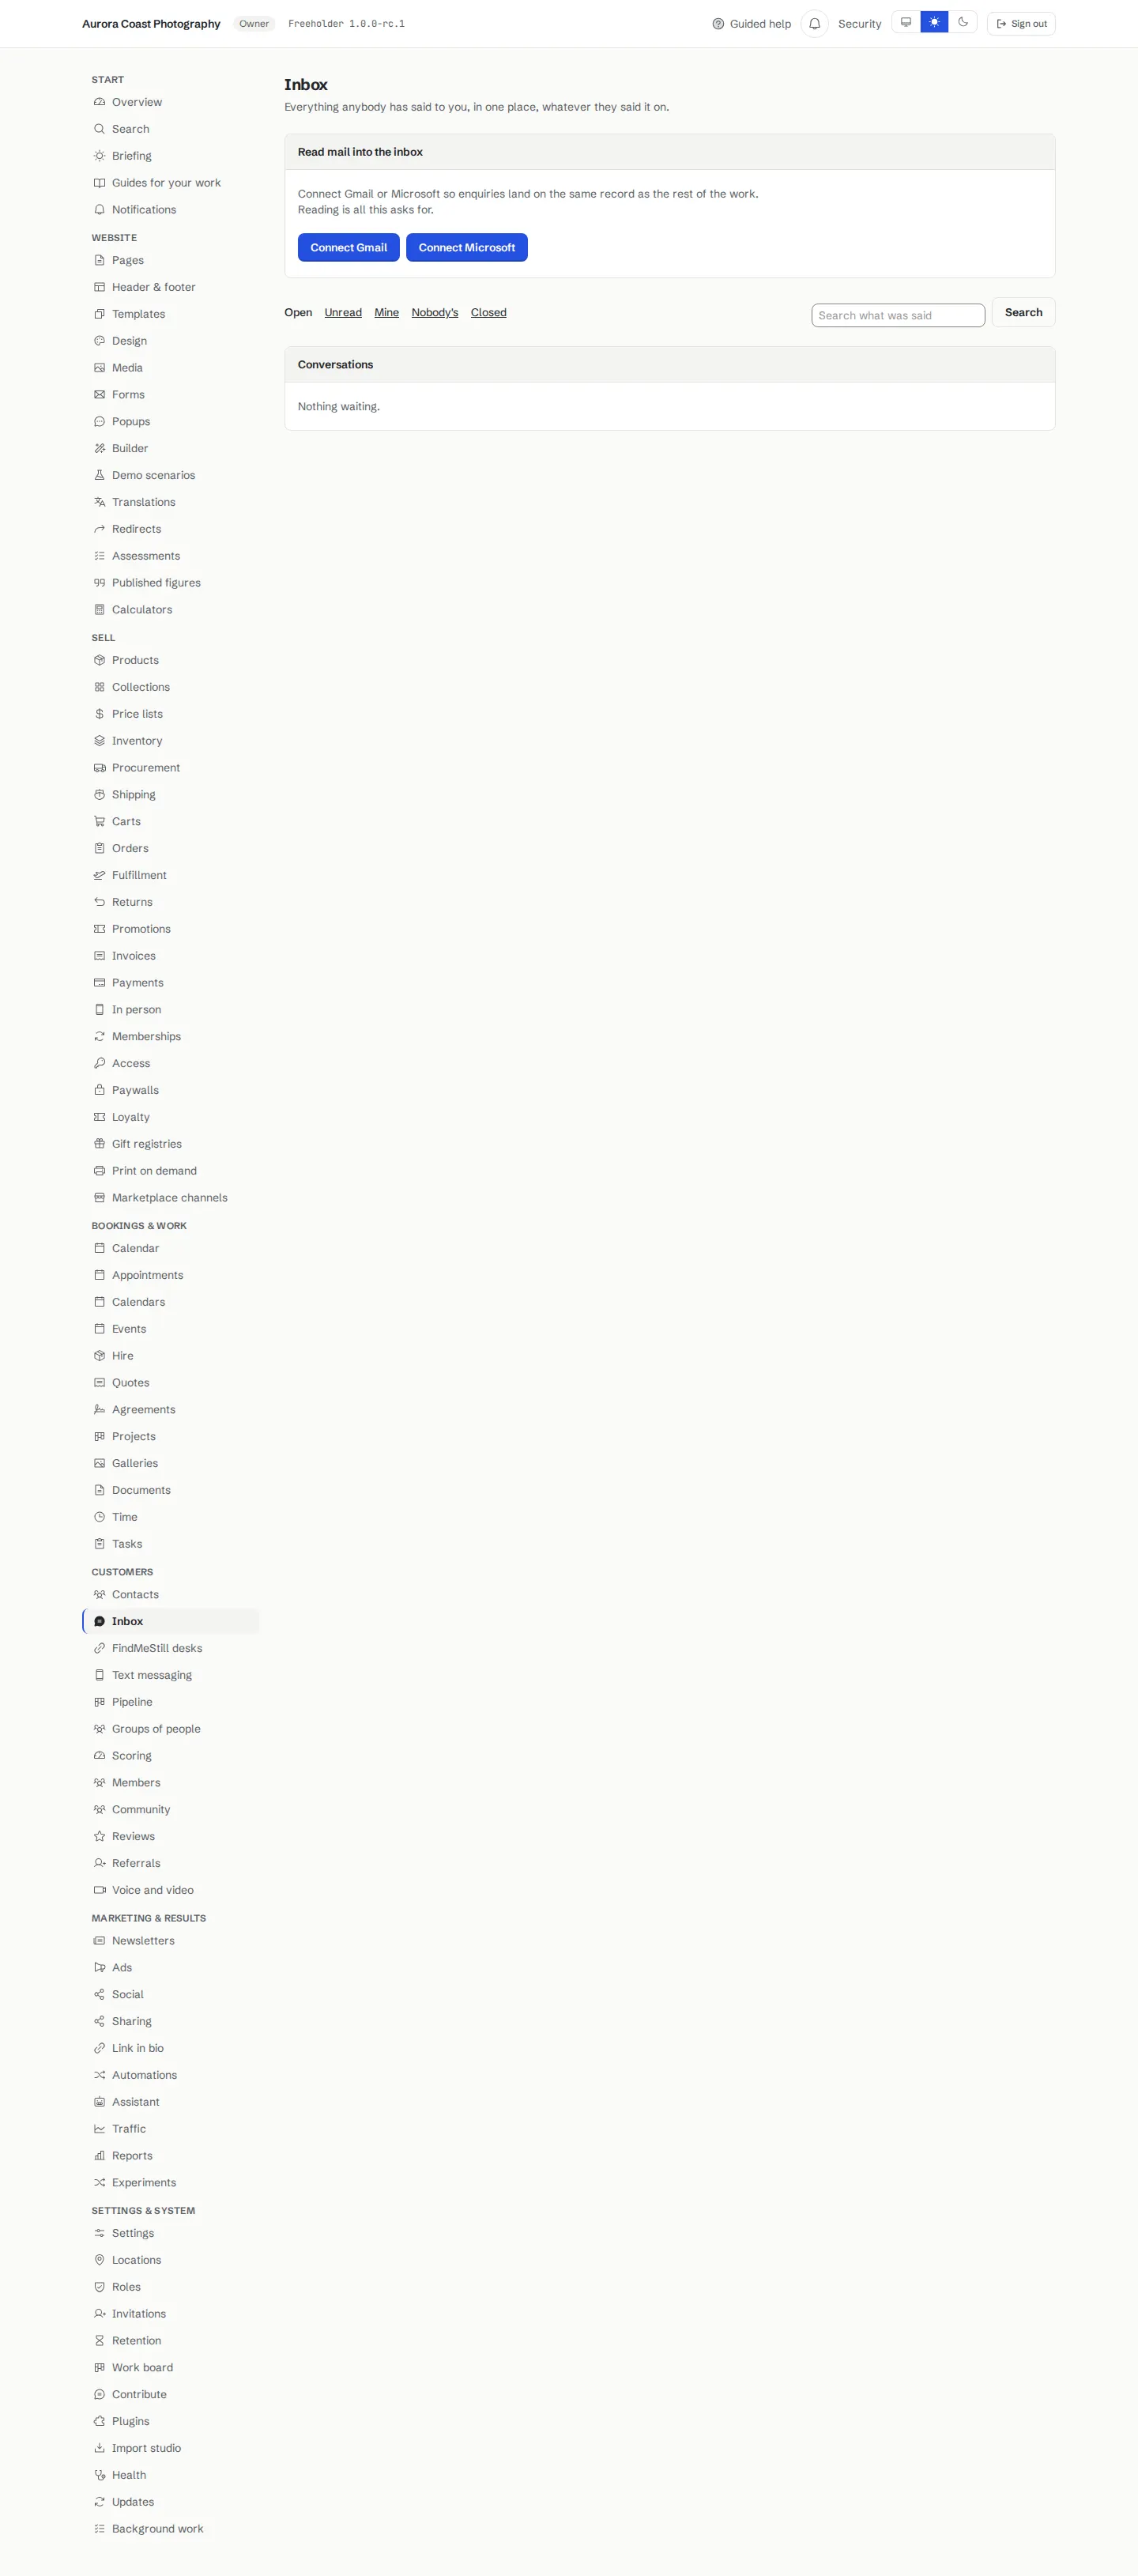 Aurora Coast Photography Owner Freeholder 1.0.0-rc.1 Guided help Security Sign out
START
Overview
Search
Briefing
Guides for your work
Notifications
WEBSITE
Pages
Header & footer
Templates
Design
Media
Forms
Popups
Builder
Demo scenarios
Translations
Redirects
Assessments
Published figures
Calculators
SELL
Products
Collections
Price lists
Inventory
Procurement
Shipping
Carts
Orders
Fulfillment
Returns
Promotions
Invoices
Payments
In person
Memberships
Access
Paywalls
Loyalty
Gift registries
Print on demand
Marketplace channels
BOOKINGS & WORK
Calendar
Appointments
Calendars
Events
Hire
Quotes
Agreements
Projects
Galleries
Documents
Time
Tasks
CUSTOMERS
Contacts
Inbox
FindMeStill desks
Text messaging
Pipeline
Groups of people
Scoring
Members
Community
Reviews
Referrals
Voice and video
MARKETING & RESULTS
Newsletters
Ads
Social
Sharing
Link in bio
Automations
Assistant
Traffic
Reports
Experiments
SETTINGS & SYSTEM
Settings
Locations
Roles
Invitations
Retention
Work board
Contribute
Plugins
Import studio
Health
Updates
Background work
Inbox
Everything anybody has said to you, in one place, whatever they said it on.
Read mail into the inbox
Connect Gmail or Microsoft so enquiries land on the same record as the rest of the work.
Reading is all this asks for.
Connect Gmail Connect Microsoft
Open Unread Mine Nobody's Closed Search what was said Search
Conversations
Nothing waiting.